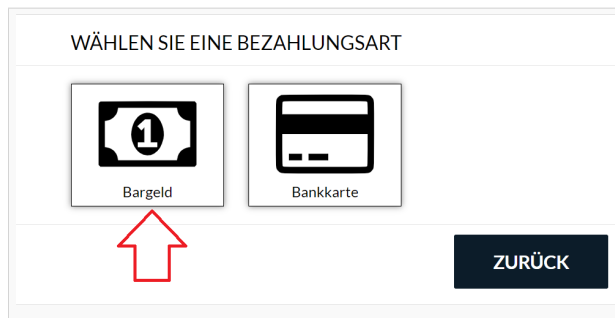 WÄHLEN SIE EINE BEZAHLUNGSART
1
Bargeld
Bankkarte
ZURÜCK